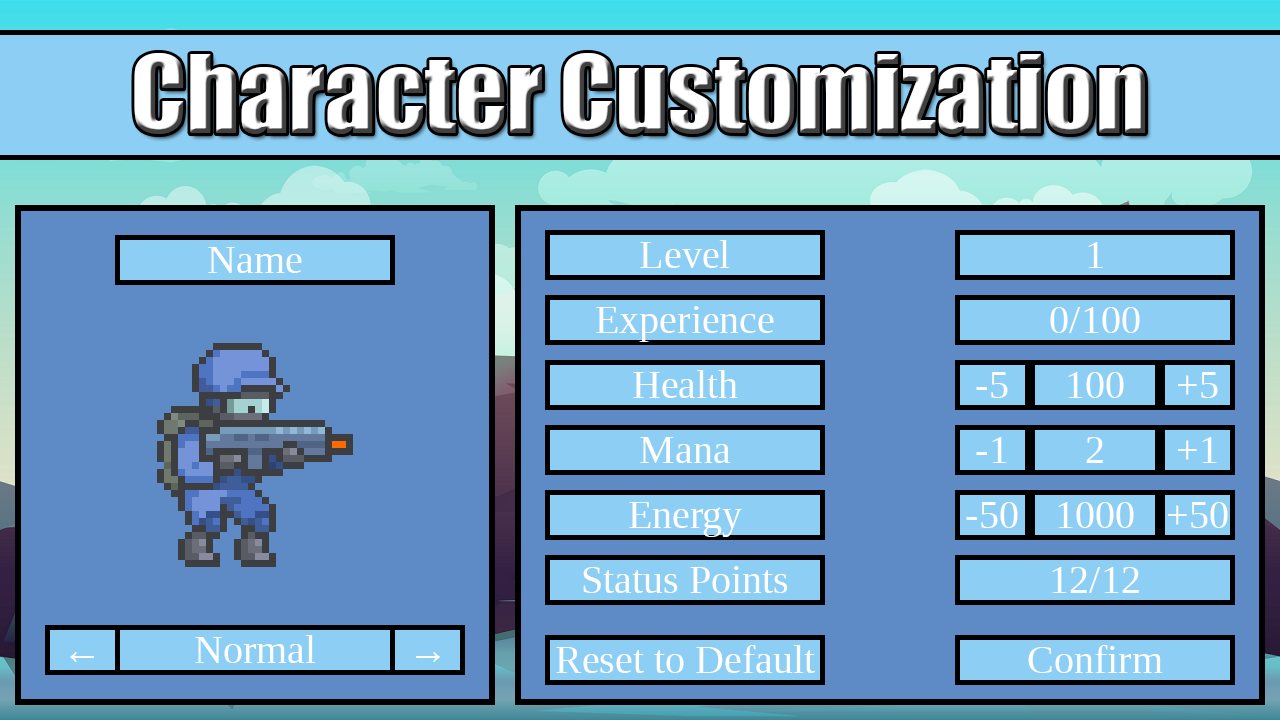 Character Customization
Name
← Normal →
Level 1
Experience 0/100
Health -5 100 +5
Mana -1 2 +1
Energy -50 1000 +50
Status Points 12/12
Reset to Default Confirm